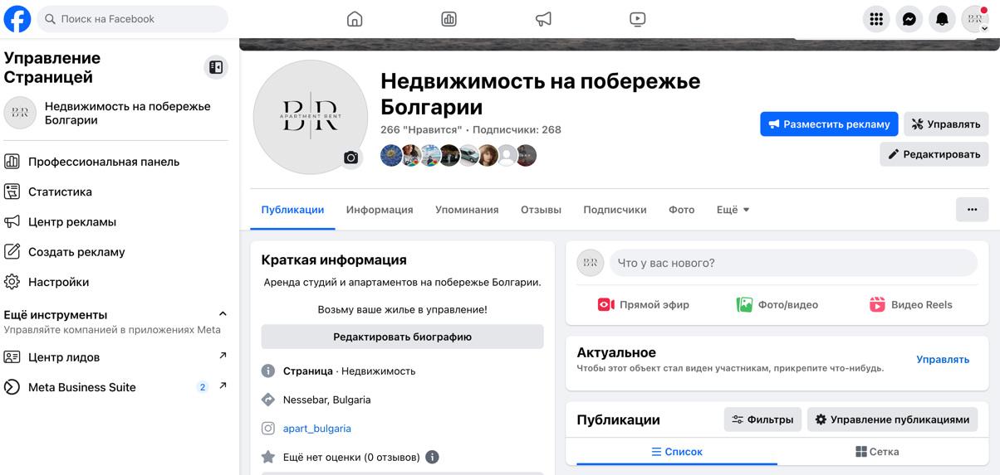 Поиск на Facebook
Управление
Страницей
BR
Недвижимость на побережье
Болгарии
Профессиональная панель
Статистика
Центр рекламы
Создать рекламу
Настройки
Ещё инструменты
Управляйте компанией в приложениях Meta
Центр лидов
Meta Business Suite
2
BR
APARTMENT RENT
Недвижимость на побережье
Болгарии
266 "Нравится" • Подписчики: 268
Разместить рекламу
Управлять
Редактировать
Публикации
Информация
Упоминания
Отзывы
Подписчики
Фото
Ещё
Краткая информация
Аренда студий и апартаментов на побережье Болгарии.
Возьму ваше жилье в управление!
Редактировать биографию
Страница · Недвижимость
Nessebar, Bulgaria
apart_bulgaria
Ещё нет оценки (0 отзывов)
BR
Что у вас нового?
Прямой эфир
Фото/видео
Видео Reels
Актуальное
Чтобы этот объект стал виден участникам, прикрепите что-нибудь.
Управлять
Публикации
Фильтры
Управление публикациями
Список
Сетка